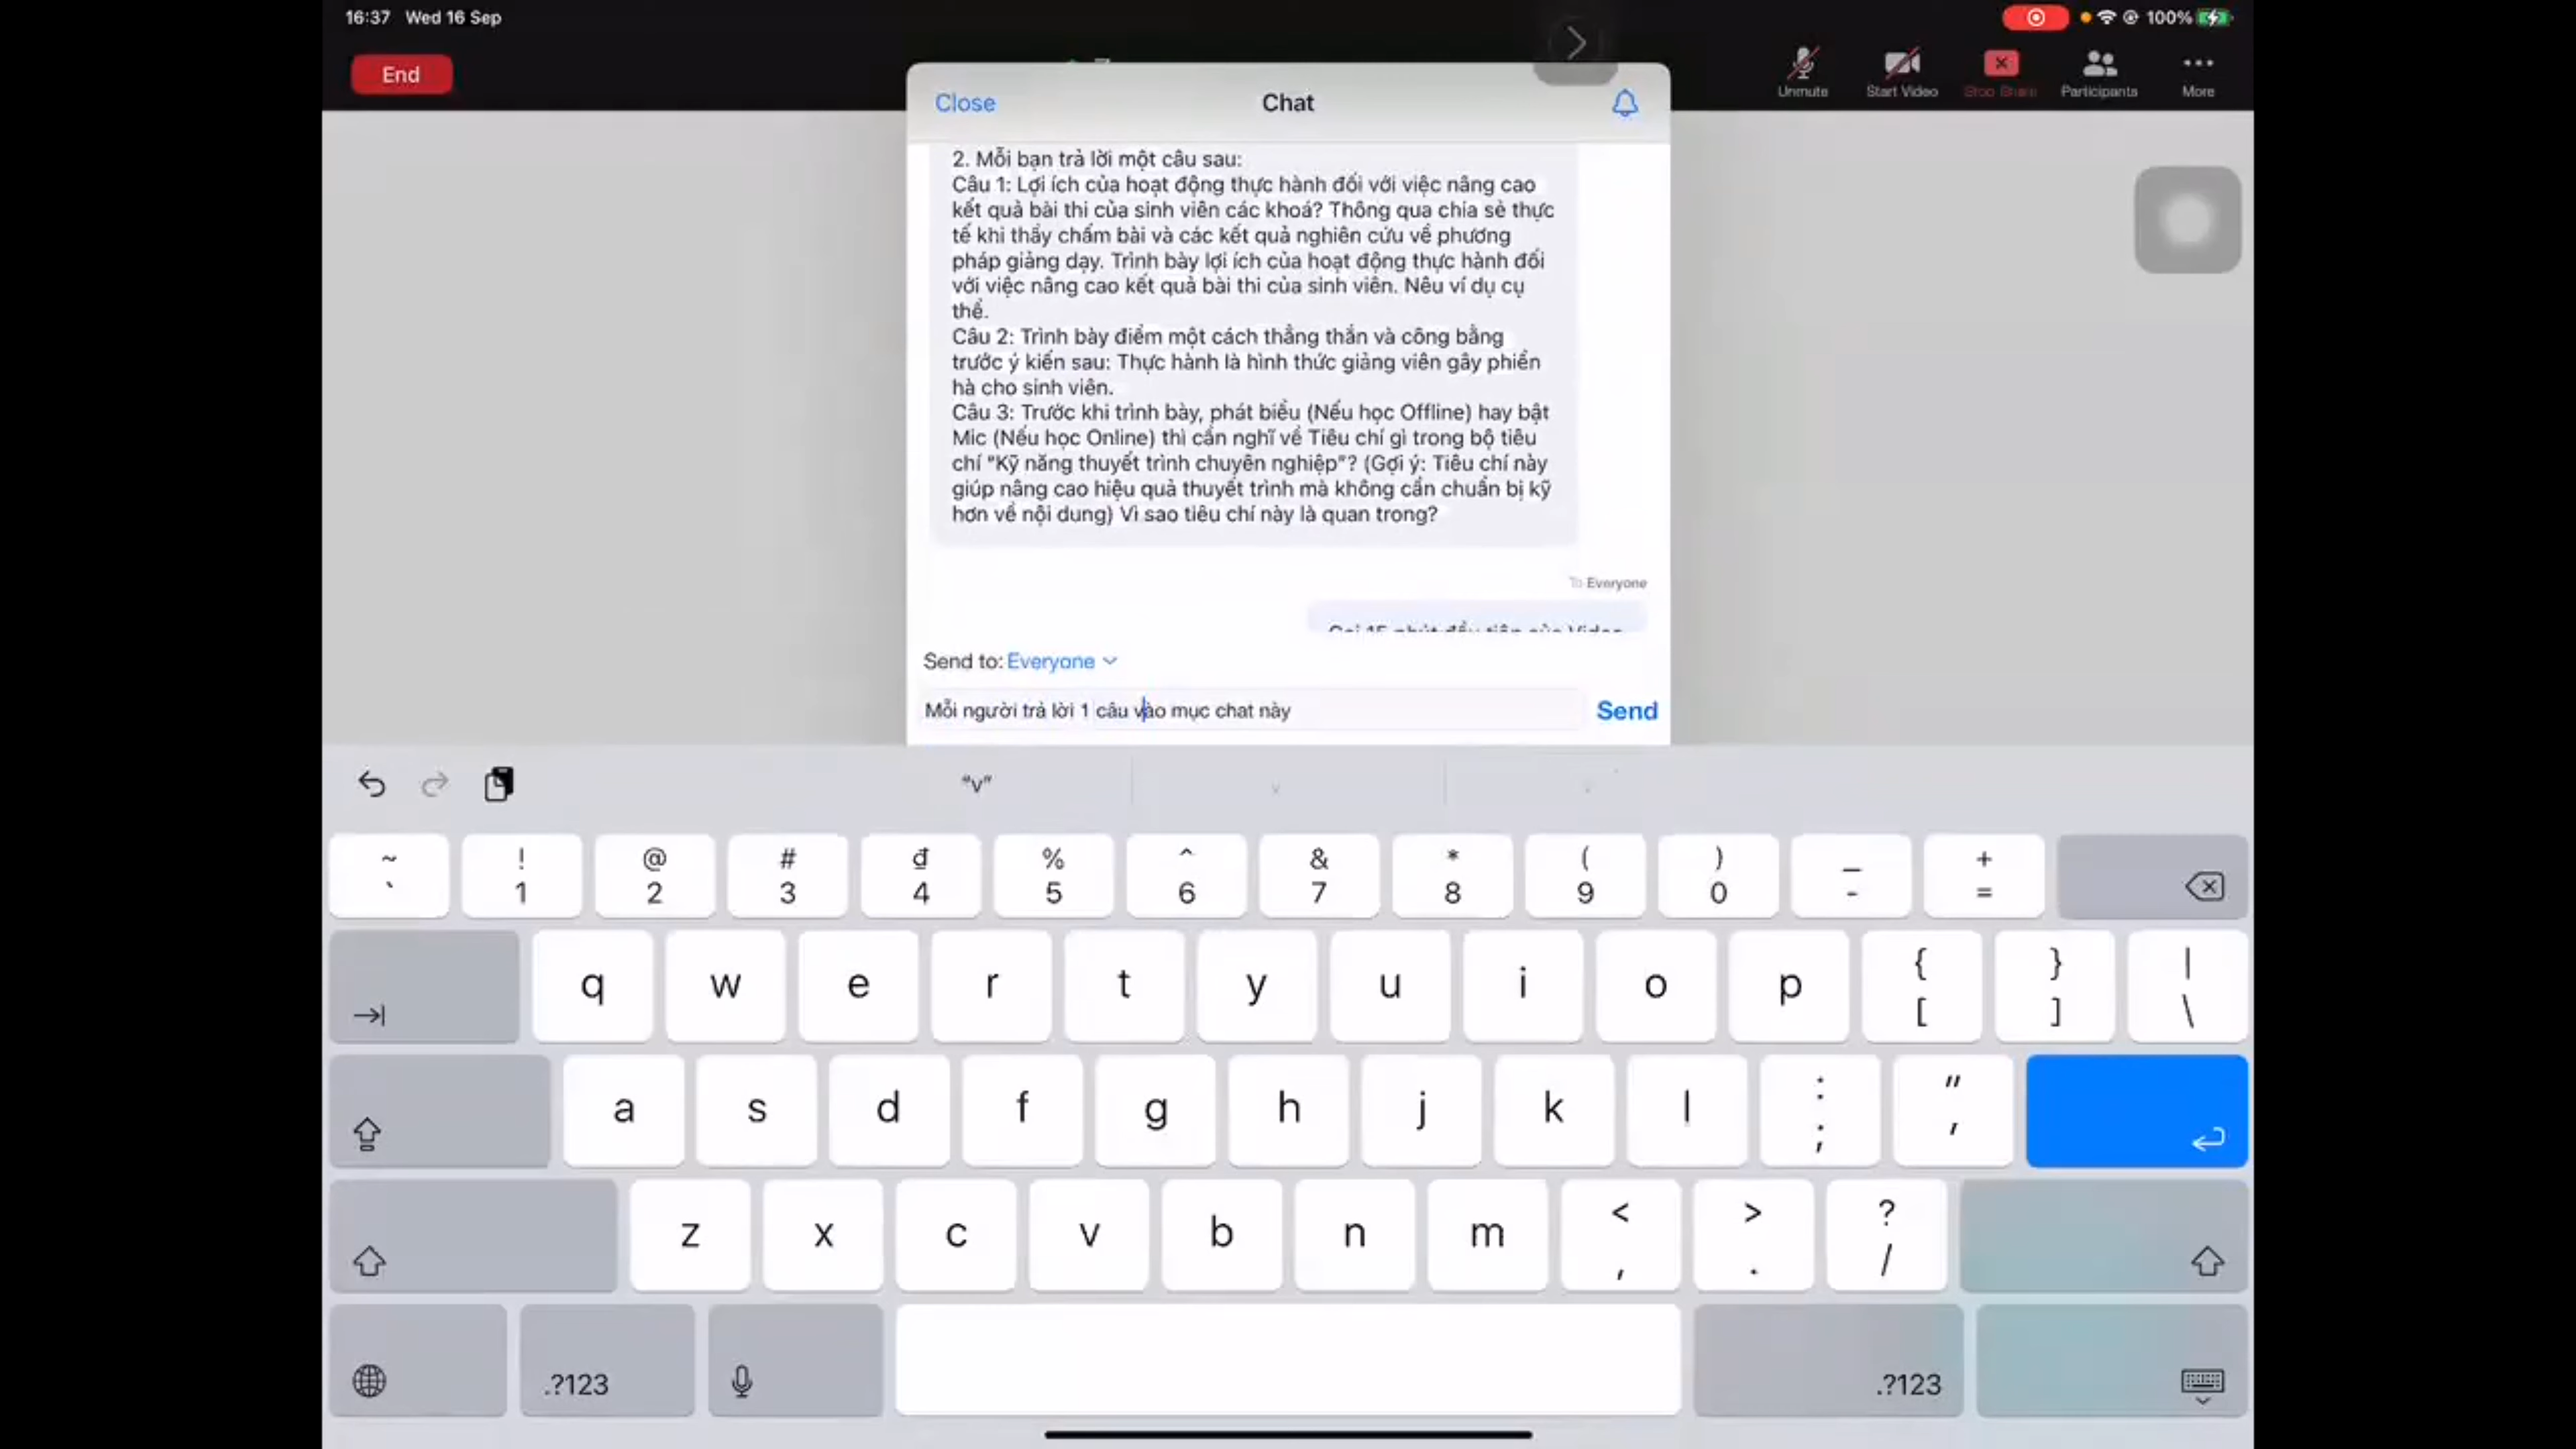 16:37 Wed 16 Sep
100%
End
Unmute
Start Video
Stop Share
Participants
More
Close
Chat
2. Mỗi bạn trả lời một câu sau:
Câu 1: Lợi ích của hoạt động thực hành đối với việc nâng cao
kết quả bài thi của sinh viên các khoá? Thông qua chia sẻ thực
tế khi thầy chấm bài và các kết quả nghiên cứu về phương
pháp giảng dạy. Trình bày lợi ích của hoạt động thực hành đối
với việc nâng cao kết quả bài thi của sinh viên. Nêu ví dụ cụ
thể.
Câu 2: Trình bày điểm một cách thẳng thắn và công bằng
trước ý kiến sau: Thực hành là hình thức giảng viên gây phiền
hà cho sinh viên.
Câu 3: Trước khi trình bày, phát biểu (Nếu học Offline) hay bật
Mic (Nếu học Online) thì cần nghĩ về Tiêu chí gì trong bộ tiêu
chí "Kỹ năng thuyết trình chuyên nghiệp"? (Gợi ý: Tiêu chí này
giúp nâng cao hiệu quả thuyết trình mà không cần chuẩn bị kỹ
hơn về nội dung) Vì sao tiêu chí này là quan trong?
To Everyone
15 phút đầu tiên của Video
Send to: Everyone
Mỗi người trả lời 1 câu vào mục chat này
Send
"v"
~ ! @ # đ % ^ & * ( ) _ +
` 1 2 3 4 5 6 7 8 9 0 - =
q w e r t y u i o p { } |
[ ] \
a s d f g h j k l : "
; '
z x c v b n m < > ?
, . /
.?123
.?123